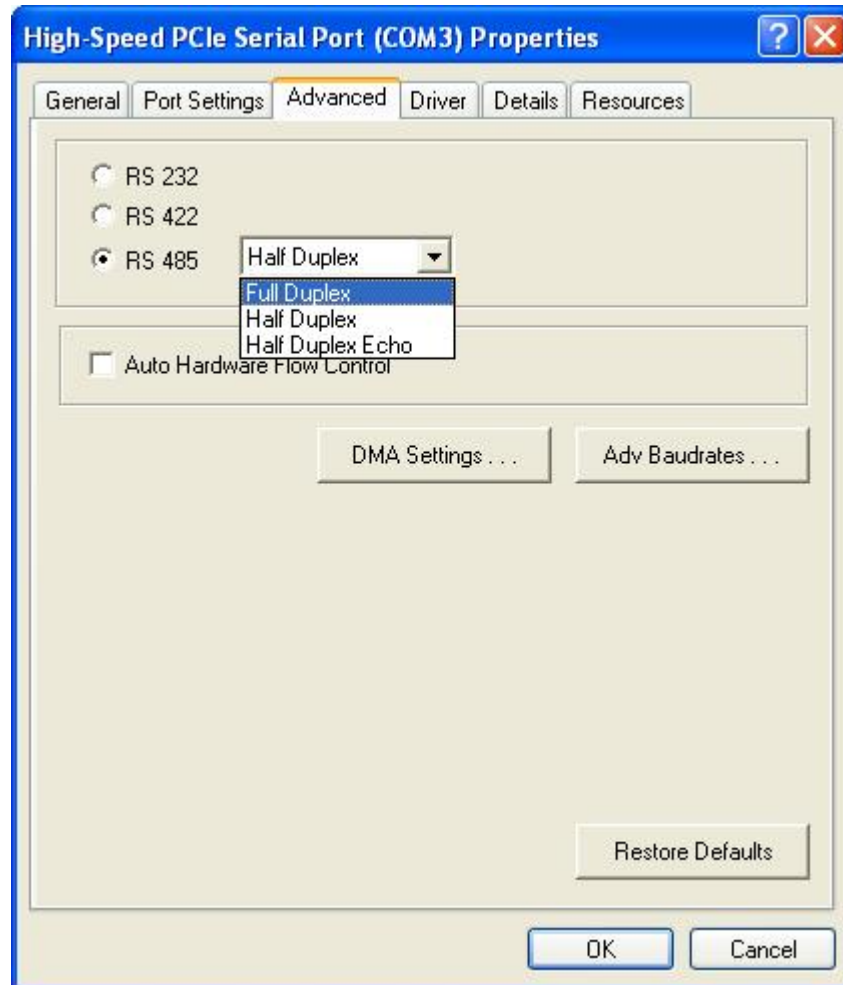 High-Speed PCIe Serial Port (COM3) Properties
General Port Settings Advanced Driver Details Resources
RS 232
RS 422
RS 485 Half Duplex
Full Duplex
Half Duplex
Half Duplex Echo
Auto Hardware Flow Control
DMA Settings . . . Adv Baudrates . . .
Restore Defaults
OK Cancel